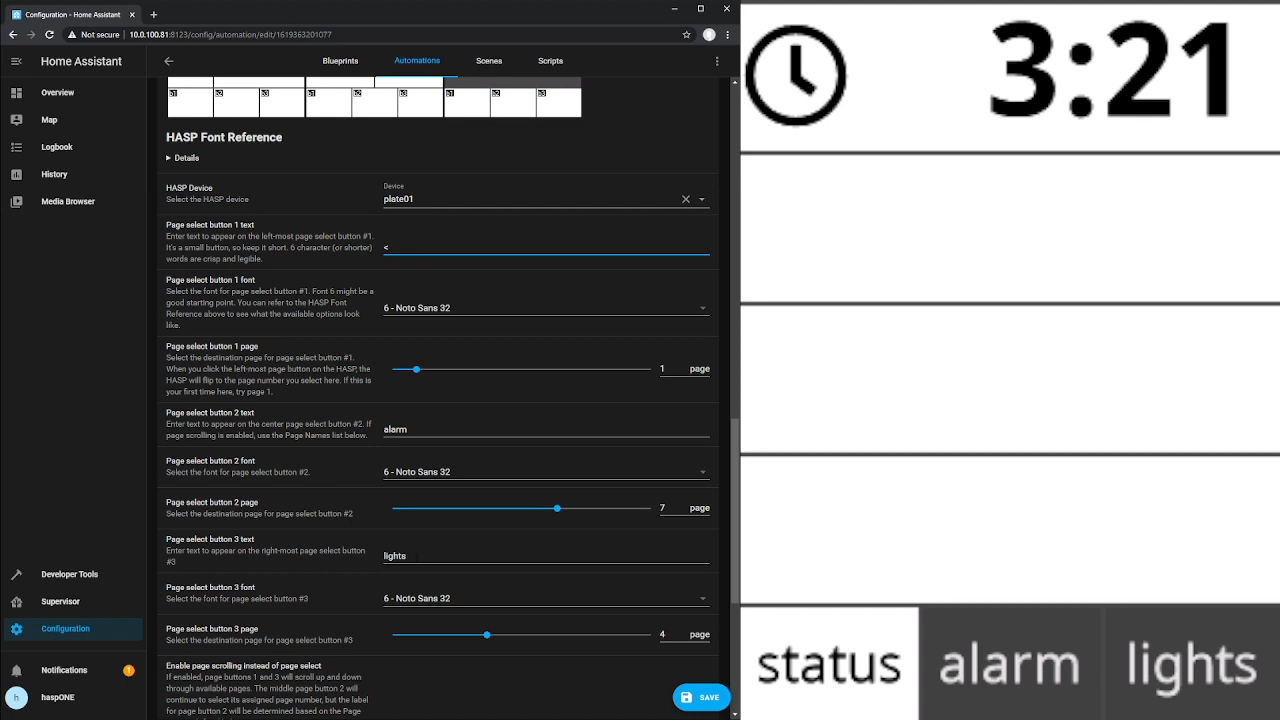 Configuration - Home Assistant
Not secure | 10.0.100.81:8123/config/automation/edit/1619363201077
Home Assistant
Blueprints
Automations
Scenes
Scripts
Overview
Map
Logbook
History
Media Browser
Developer Tools
Supervisor
Configuration
Notifications
1
h
haspONE
b1 b2 b3 b1 b2 b3 b1 b2 b3
HASP Font Reference
Details
HASP Device
Select the HASP device
Device
plate01
Page select button 1 text
Enter text to appear on the left-most page select button #1.
It's a small button, so keep it short. 6 character (or shorter)
words are crisp and legible.
<
Page select button 1 font
Select the font for page select button #1. Font 6 might be a
good starting point. You can refer to the HASP Font
Reference above to see what the available options look
like.
6 - Noto Sans 32
Page select button 1 page
Select the destination page for page select button #1.
When you click the left-most page button on the HASP, the
HASP will flip to the page number you select here. If this is
your first time here, try page 1.
1 page
Page select button 2 text
Enter text to appear on the center page select button #2. If
page scrolling is enabled, use the Page Names list below.
alarm
Page select button 2 font
Select the font for page select button #2.
6 - Noto Sans 32
Page select button 2 page
Select the destination page for page select button #2
7 page
Page select button 3 text
Enter text to appear on the right-most page select button
#3
lights
Page select button 3 font
Select the font for page select button #3
6 - Noto Sans 32
Page select button 3 page
Select the destination page for page select button #3
4 page
Enable page scrolling instead of page select
If enabled, page buttons 1 and 3 will scroll up and down
through available pages. The middle page button 2 will
continue to select its assigned page number, but the label
for page button 2 will be determined based on the Page
SAVE
3:21
status
alarm
lights